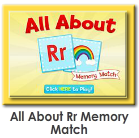 All About
Rr
Memory
Match
Click HERE to Play!
All About Rr Memory
Match